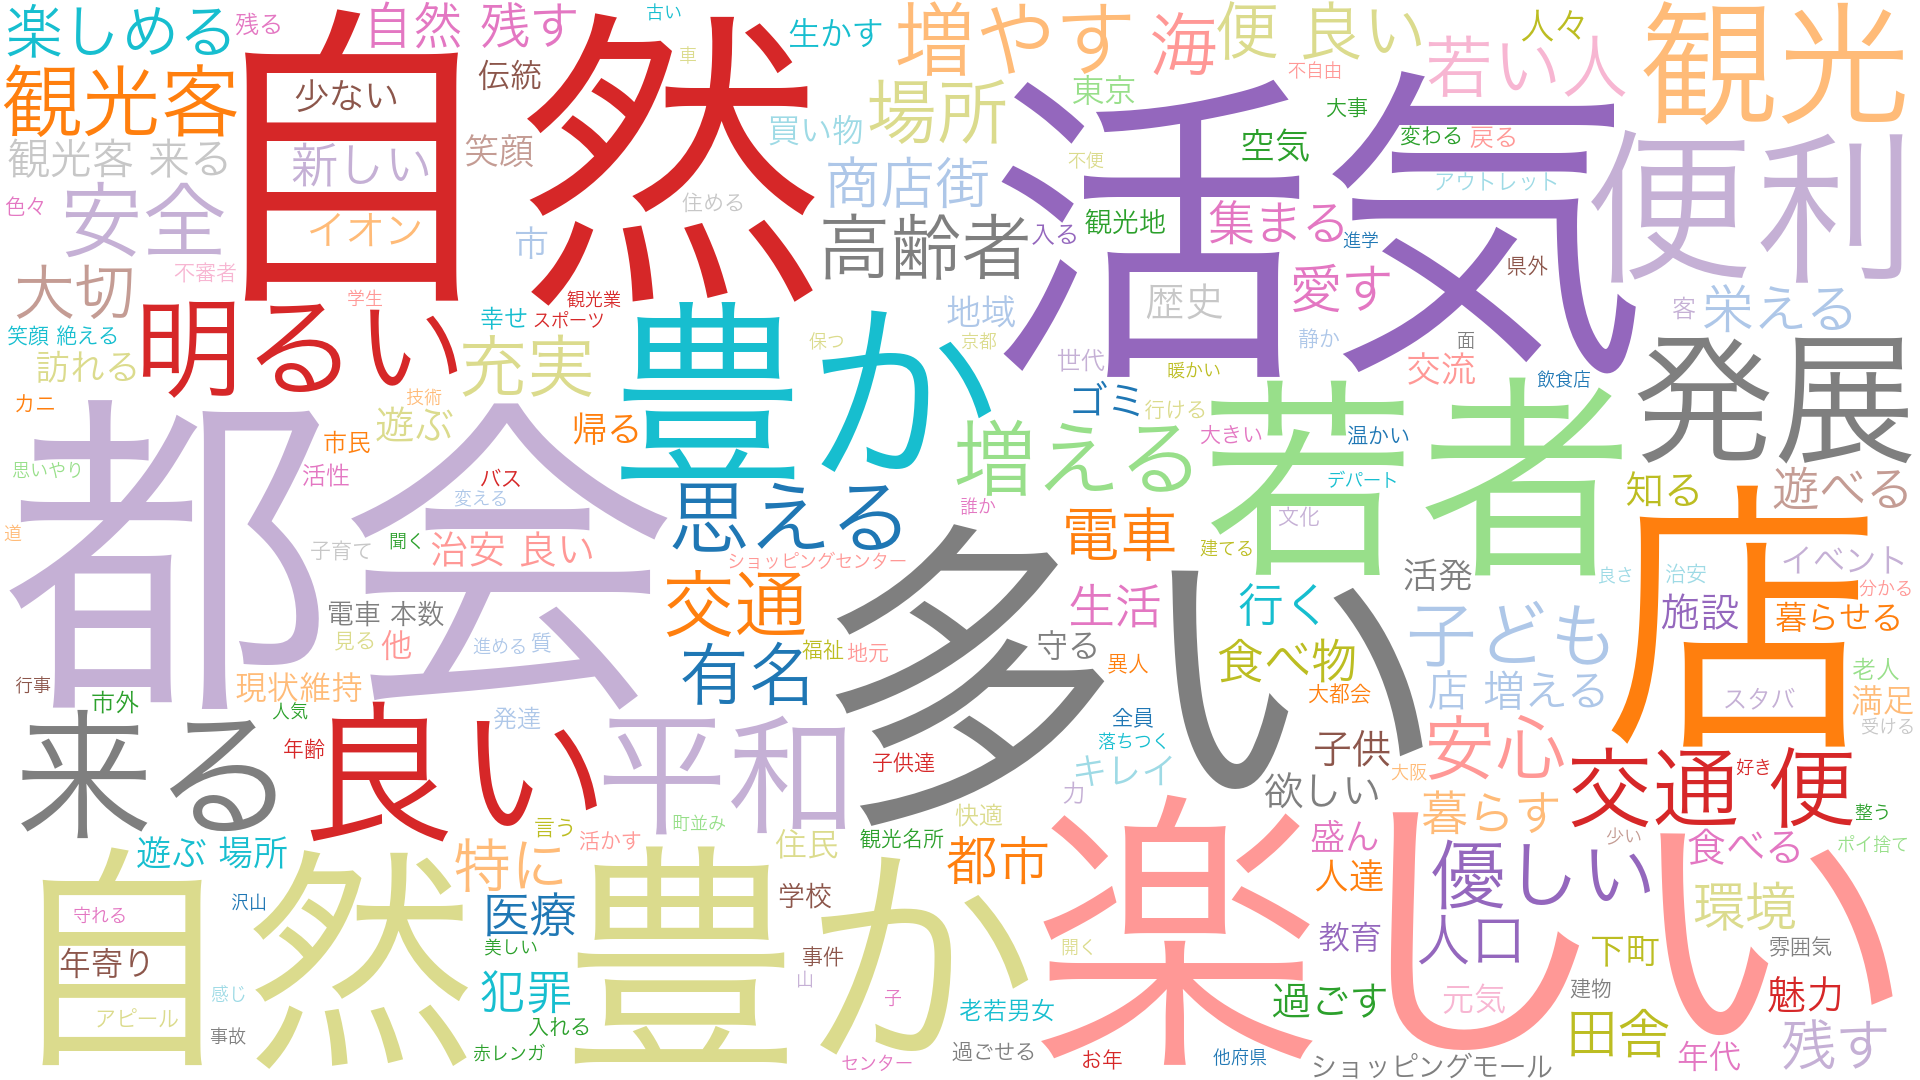 楽しめる
残る
自然 残す
古い
車
生かす
増やす
海
便 良い
人々
観光
観光客
少ない
自然
伝統
場所
東京
不自由
若い人
大事
活気
観光客 来る
新しい
笑顔
買い物
商店街
不便
空気
変わる
戻る
アウトレット
便利
色々
安全
イオン
市
住める
高齢者
入る
観光地
集まる
進学
県外
大切
不審者
学生
観光業
地域
歴史
愛す
静か
客
栄える
笑顔 絶える
明るい
幸せ
スポーツ
保つ
京都
世代
暖かい
面
交流
飲食店
発展
訪れる
カニ
技術
充実
豊か
ゴミ
行ける
若者
都会
市民
遊ぶ
帰る
増える
大きい
温かい
思いやり
活性
バス
変える
思える
誰か
デパート
知る
遊べる
道
子育て
聞く
治安 良い
ショッピングセンター
電車
文化
建てる
活発
良さ
治安
イベント
分かる
店
電車 本数
見る
他
進める
質
交通
福祉
地元
多い
守る
生活
行く
食べ物
異人
子ども
施設
暮らせる
行事
市外
現状維持
人気
発達
有名
全員
落ちつく
大都会
店 増える
老人
スタバ
満足
受ける
来る
年齢
良い
平和
子供達
キレイ
力
子供
大阪
欲しい
安心
交通 便
好き
整う
遊ぶ 場所
特に
言う
活かす
町並み
住民
観光名所
快適
都市
楽しい
盛ん
暮らす
少い
食べる
ポイ捨て
自然 豊か
守れる
沢山
医療
学校
人達
優しい
環境
年寄り
美しい
事件
開く
教育
人口
下町
雰囲気
感じ
アピール
犯罪
山
子
老若男女
過ごす
元気
建物
魅力
事故
入れる
赤レンガ
センター
過ごせる
お年
他府県
ショッピングモール
田舎
年代
残す